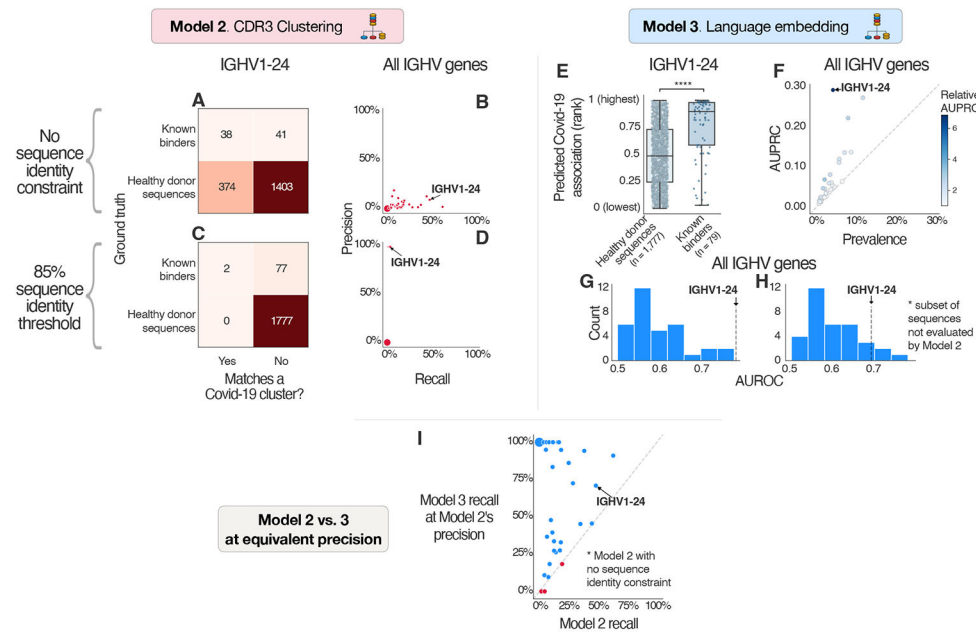 Model 2. CDR3 Clustering
Model 3. Language embedding
IGHV1-24
All IGHV genes
No
sequence
identity
constraint
85%
sequence
identity
threshold
Ground truth
A
Known
binders
38
41
Healthy donor
sequences
374
1403
C
Known
binders
2
77
Healthy donor
sequences
0
1777
Yes
No
Matches a
Covid-19 cluster?
B
100%
50%
0%
IGHV1-24
0%
50%
100%
Precision
D
100%
50%
0%
IGHV1-24
0%
50%
100%
Recall
E
IGHV1-24
****
Predicted Covid-19
association (rank)
1 (highest)
0.75
0.5
0.25
0 (lowest)
Healthy donor
sequences
(n = 1,777)
Known
binders
(n = 79)
F
All IGHV genes
0.30
0.20
0.10
0.00
AUPRC
IGHV1-24
0%
10%
20%
30%
Prevalence
Relative
AUPRC
6
4
2
All IGHV genes
G
12
8
4
0
Count
IGHV1-24
0.5
0.6
0.7
H
12
8
4
0
IGHV1-24
0.5
0.6
0.7
AUROC
* subset of
sequences
not evaluated
by Model 2
Model 2 vs. 3
at equivalent precision
I
Model 3 recall
at Model 2's
precision
100%
75%
50%
25%
0%
IGHV1-24
* Model 2 with
no sequence
identity constraint
0%
25%
50%
75%
100%
Model 2 recall